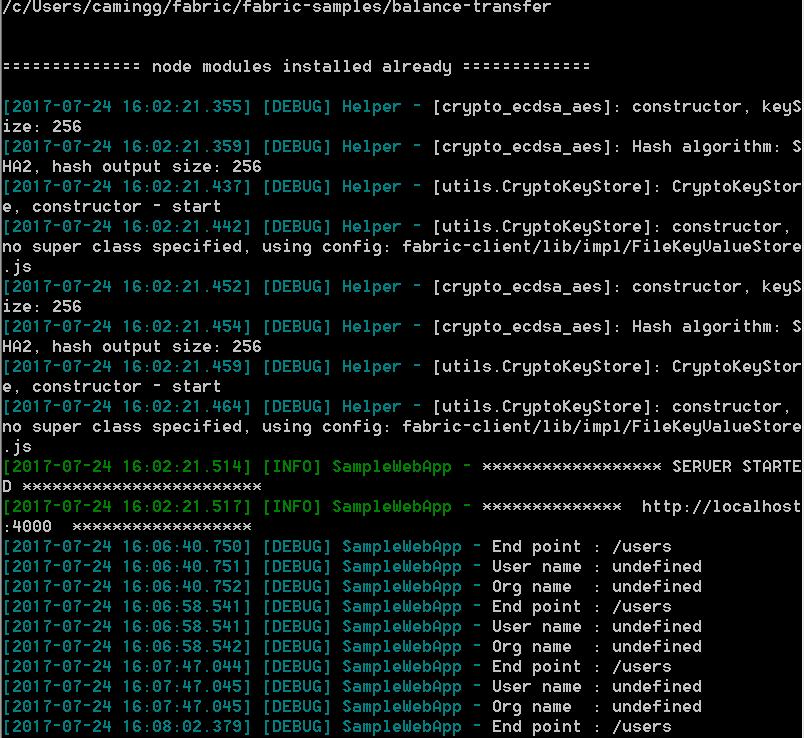 /c/Users/camingg/fabric/fabric-samples/balance-transfer
============== node modules installed already =============
[2017-07-24 16:02:21.355] [DEBUG] Helper - [crypto_ecdsa_aes]: constructor, keyS
ize: 256
[2017-07-24 16:02:21.359] [DEBUG] Helper - [crypto_ecdsa_aes]: Hash algorithm: S
HA2, hash output size: 256
[2017-07-24 16:02:21.437] [DEBUG] Helper - [utils.CryptoKeyStore]: CryptoKeyStor
e, constructor - start
[2017-07-24 16:02:21.442] [DEBUG] Helper - [utils.CryptoKeyStore]: constructor,
no super class specified, using config: fabric-client/lib/impl/FileKeyValueStore
.js
[2017-07-24 16:02:21.452] [DEBUG] Helper - [crypto_ecdsa_aes]: constructor, keyS
ize: 256
[2017-07-24 16:02:21.454] [DEBUG] Helper - [crypto_ecdsa_aes]: Hash algorithm: S
HA2, hash output size: 256
[2017-07-24 16:02:21.459] [DEBUG] Helper - [utils.CryptoKeyStore]: CryptoKeyStor
e, constructor - start
[2017-07-24 16:02:21.464] [DEBUG] Helper - [utils.CryptoKeyStore]: constructor,
no super class specified, using config: fabric-client/lib/impl/FileKeyValueStore
.js
[2017-07-24 16:02:21.514] [INFO] SampleWebApp - ****************** SERVER STARTE
D ************************
[2017-07-24 16:02:21.517] [INFO] SampleWebApp - **************  http://localhost
:4000  ******************
[2017-07-24 16:06:40.750] [DEBUG] SampleWebApp - End point : /users
[2017-07-24 16:06:40.751] [DEBUG] SampleWebApp - User name : undefined
[2017-07-24 16:06:40.752] [DEBUG] SampleWebApp - Org name  : undefined
[2017-07-24 16:06:58.541] [DEBUG] SampleWebApp - End point : /users
[2017-07-24 16:06:58.541] [DEBUG] SampleWebApp - User name : undefined
[2017-07-24 16:06:58.542] [DEBUG] SampleWebApp - Org name  : undefined
[2017-07-24 16:07:47.044] [DEBUG] SampleWebApp - End point : /users
[2017-07-24 16:07:47.045] [DEBUG] SampleWebApp - User name : undefined
[2017-07-24 16:07:47.045] [DEBUG] SampleWebApp - Org name  : undefined
[2017-07-24 16:08:02.379] [DEBUG] SampleWebApp - End point : /users